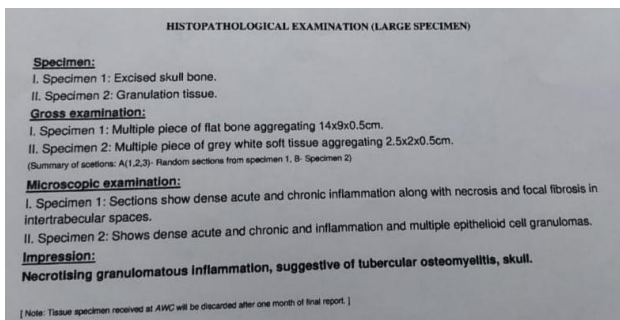 HISTOPATHOLOGICAL EXAMINATION (LARGE SPECIMEN)
Specimen:
I. Specimen 1: Excised skull bone.
II. Specimen 2: Granulation tissue.
Gross examination:
I. Specimen 1: Multiple piece of flat bone aggregating 14x9x0.5cm.
II. Specimen 2: Multiple piece of grey white soft tissue aggregating 2.5x2x0.5cm.
(Summary of scetions: A(1,2,3)- Random sections from specimen 1, B- Specimen 2)
Microscopic examination:
I. Specimen 1: Sections show dense acute and chronic inflammation along with necrosis and focal fibrosis in
intertrabecular spaces.
II. Specimen 2: Shows dense acute and chronic and inflammation and multiple epithelioid cell granulomas.
Impression:
Necrotising granulomatous inflammation, suggestive of tubercular osteomyelitis, skull.
[ Note: Tissue specimen received at AWC will be discarded after one month of final report. ]